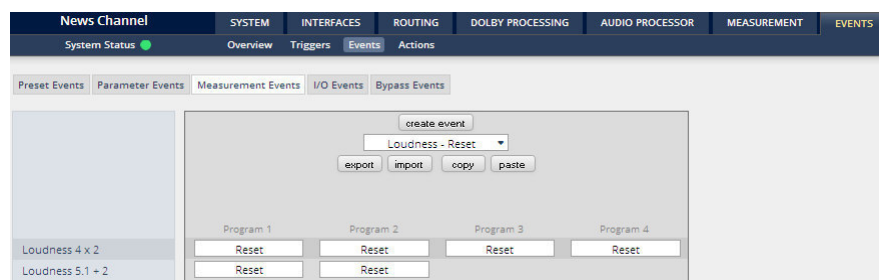 News Channel SYSTEM INTERFACES ROUTING DOLBY PROCESSING AUDIO PROCESSOR MEASUREMENT EVENTS
System Status Overview Triggers Events Actions
Preset Events Parameter Events Measurement Events I/O Events Bypass Events
create event
Loudness - Reset
export import copy paste
Program 1 Program 2 Program 3 Program 4
Loudness 4 x 2 Reset Reset Reset Reset
Loudness 5.1 + 2 Reset Reset